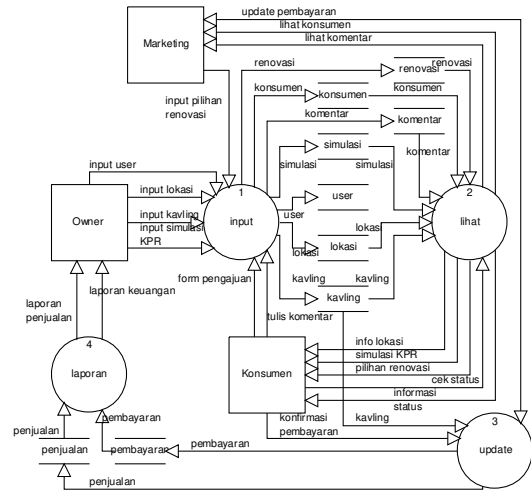 update pembayaran
lihat konsumen
Marketing
lihat komentar
renovasi
renovasi
renovasi
konsumen
konsumen
konsumen
input pilihan
renovasi
komentar
komentar
simulasi
komentar
simulasi
simulasi
input user
1
2
input lokasi
user
Owner
input kavling
input
user
lihat
input simulasi
KPR
lokasi
lokasi
lokasi
form pengajuan
kavling
kavling
laporan keuangan
kavling
laporan
penjualan
tulis komentar
4
info lokasi
Konsumen
simulasi KPR
laporan
pilihan renovasi
cek status
informasi
status
pembayaran
konfirmasi
pembayaran
kavling
3
penjualan
penjualan
pembayaran
pembayaran
update
penjualan